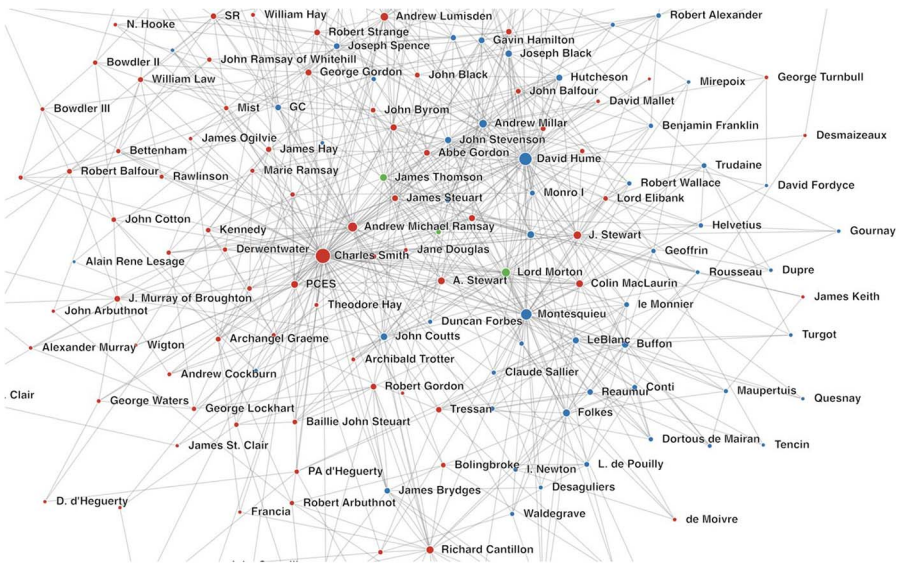 SR
William Hay
Andrew Lumisden
Robert Alexander
N. Hooke
Robert Strange
Gavin Hamilton
Joseph Spence
Joseph Black
Bowdler II
John Ramsay of Whitehill
William Law
George Gordon
John Black
Hutcheson
Mirepoix
George Turnbull
John Balfour
David Mallet
Bowdler III
Mist
GC
John Byrom
Andrew Millar
Benjamin Franklin
Desmaizeaux
James Ogilvie
John Stevenson
Bettenham
James Hay
Abbé Gordon
David Hume
Trudaine
Robert Balfour
Rawlinson
Marie Ramsay
James Thomson
Robert Wallace
David Fordyce
Monro I
James Steuart
Lord Elibank
John Cotton
Kennedy
Andrew Michael Ramsay
J. Stewart
Helvetius
Gournay
Derwentwater
Charles Smith
Jane Douglas
Geoffrin
Alain Rene Lesage
Lord Morton
Rousseau
Dupre
PCES
A. Stewart
Colin MacLaurin
J. Murray of Broughton
Theodore Hay
le Monnier
James Keith
John Arbuthnot
Duncan Forbes
Montesquieu
Archangel Graeme
John Coutts
LeBlanc
Buffon
Turgot
Alexander Murray
Wigton
Archibald Trotter
Andrew Cockburn
Claude Sallier
Robert Gordon
Reaumur
Conti
Maupertuis
. Clair
George Waters
Quesnay
George Lockhart
Tressan
Folkes
Baillie John Steuart
James St. Clair
Dortous de Mairan
Tencin
PA d'Heguerty
Bolingbroke
I. Newton
L. de Pouilly
James Brydges
Desaguliers
D. d'Heguerty
Robert Arbuthnot
Francia
Waldegrave
de Moivre
Richard Cantillon